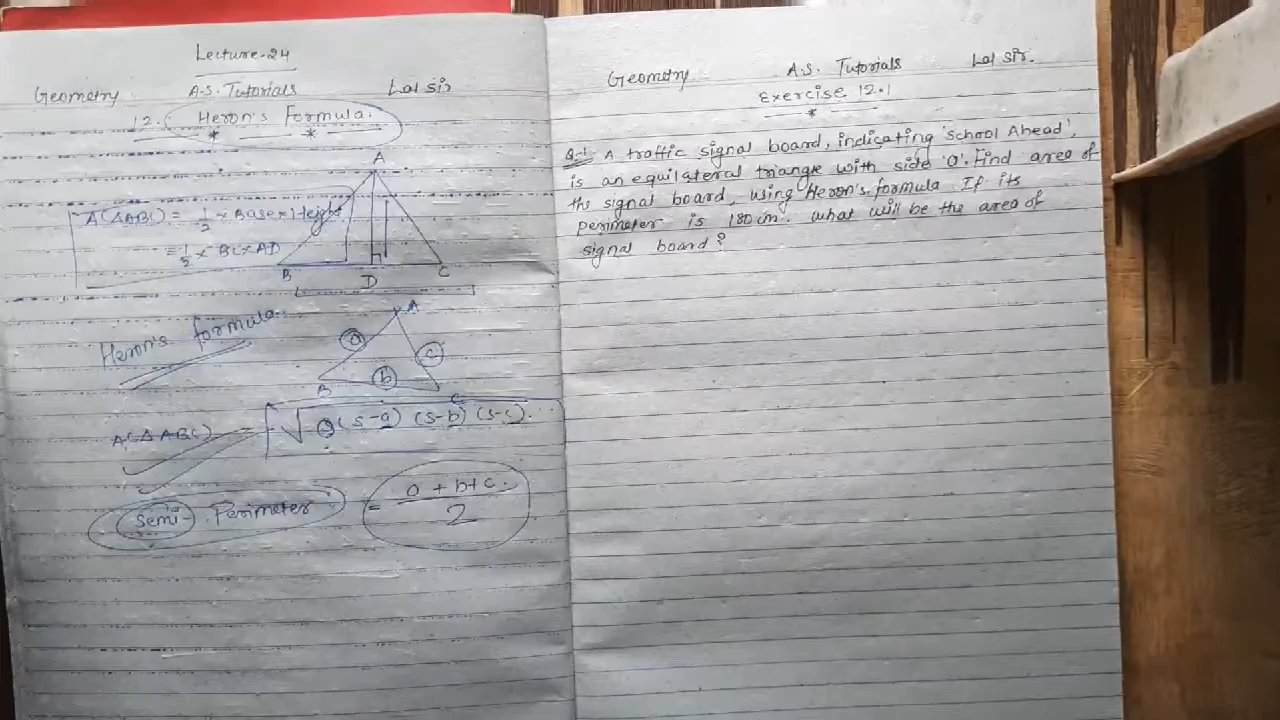 Lecture-24
Geometry A.S. Tutorials Lal sir
12. Heron's Formula.
A
A(ΔABC) = 1/2 × Base × Height
= 1/2 × BC × AD
B D C
Heron's formula.
A
a c
B b C
A(ΔABC) = √s(s-a) (s-b) (s-c)
Semi- Perimeter = a + b + c / 2
Geometry A.S. Tutorials Lal sir.
Exercise 12.1
Q.1 A traffic signal board, indicating 'School Ahead',
is an equilateral triangle with side 'a'. Find area of
the signal board, using Heron's formula. If its
perimeter is 180 cm. what will be the area of
signal board?